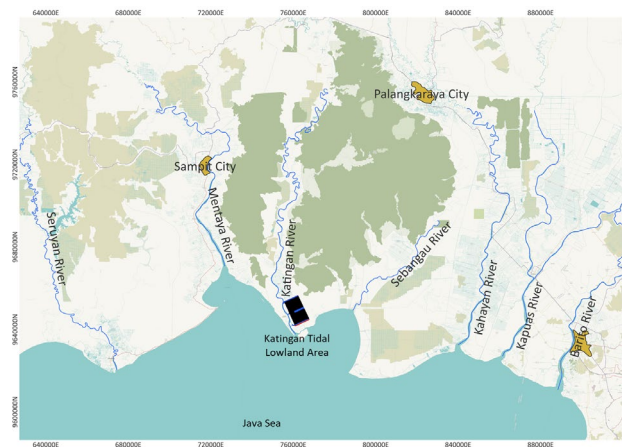 640000E 680000E 720000E 760000E 800000E 840000E 880000E
9760000N
9720000N
9680000N
9640000N
9600000N
Palangkaraya City
Sampit City
Mentaya River
Seruyan River
Katingan River
Sebangau River
Kahayan River
Kapuas River
Barito River
Katingan Tidal
Lowland Area
Java Sea
640000E 680000E 720000E 760000E 800000E 840000E 880000E